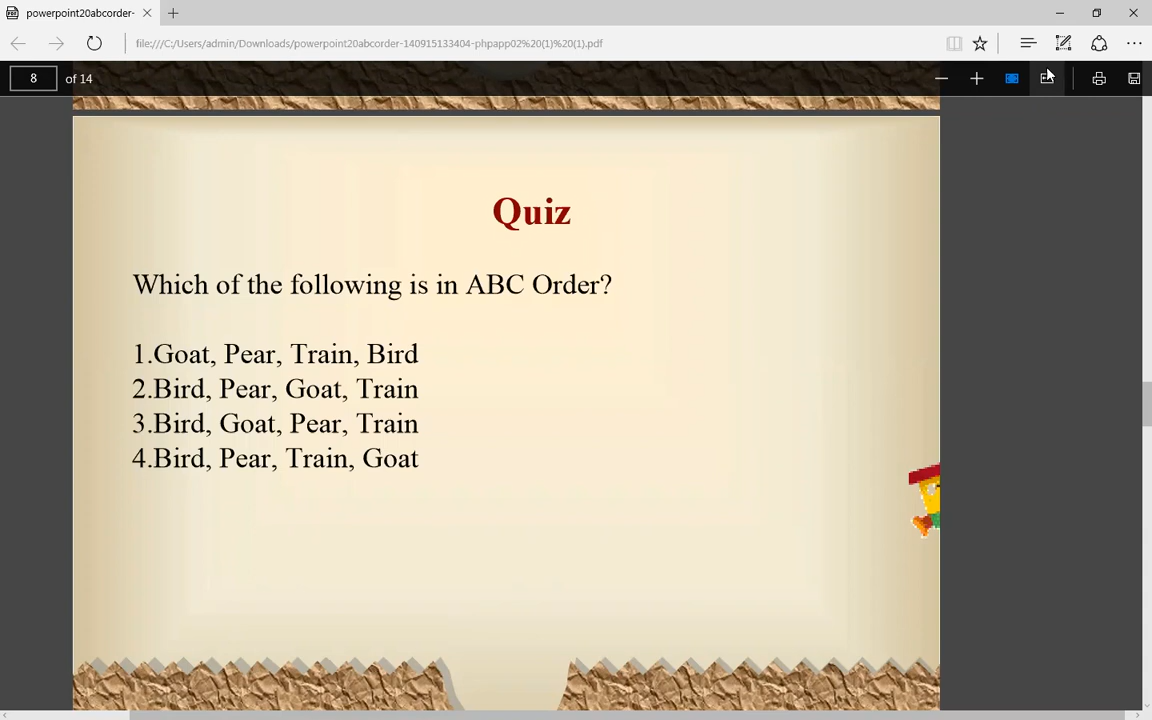 powerpoint20abcorder-
file:///C:/Users/admin/Downloads/powerpoint20abcorder-140915133404-phpapp02%20(1)%20(1).pdf
8 of 14
Quiz
Which of the following is in ABC Order?
1.Goat, Pear, Train, Bird
2.Bird, Pear, Goat, Train
3.Bird, Goat, Pear, Train
4.Bird, Pear, Train, Goat